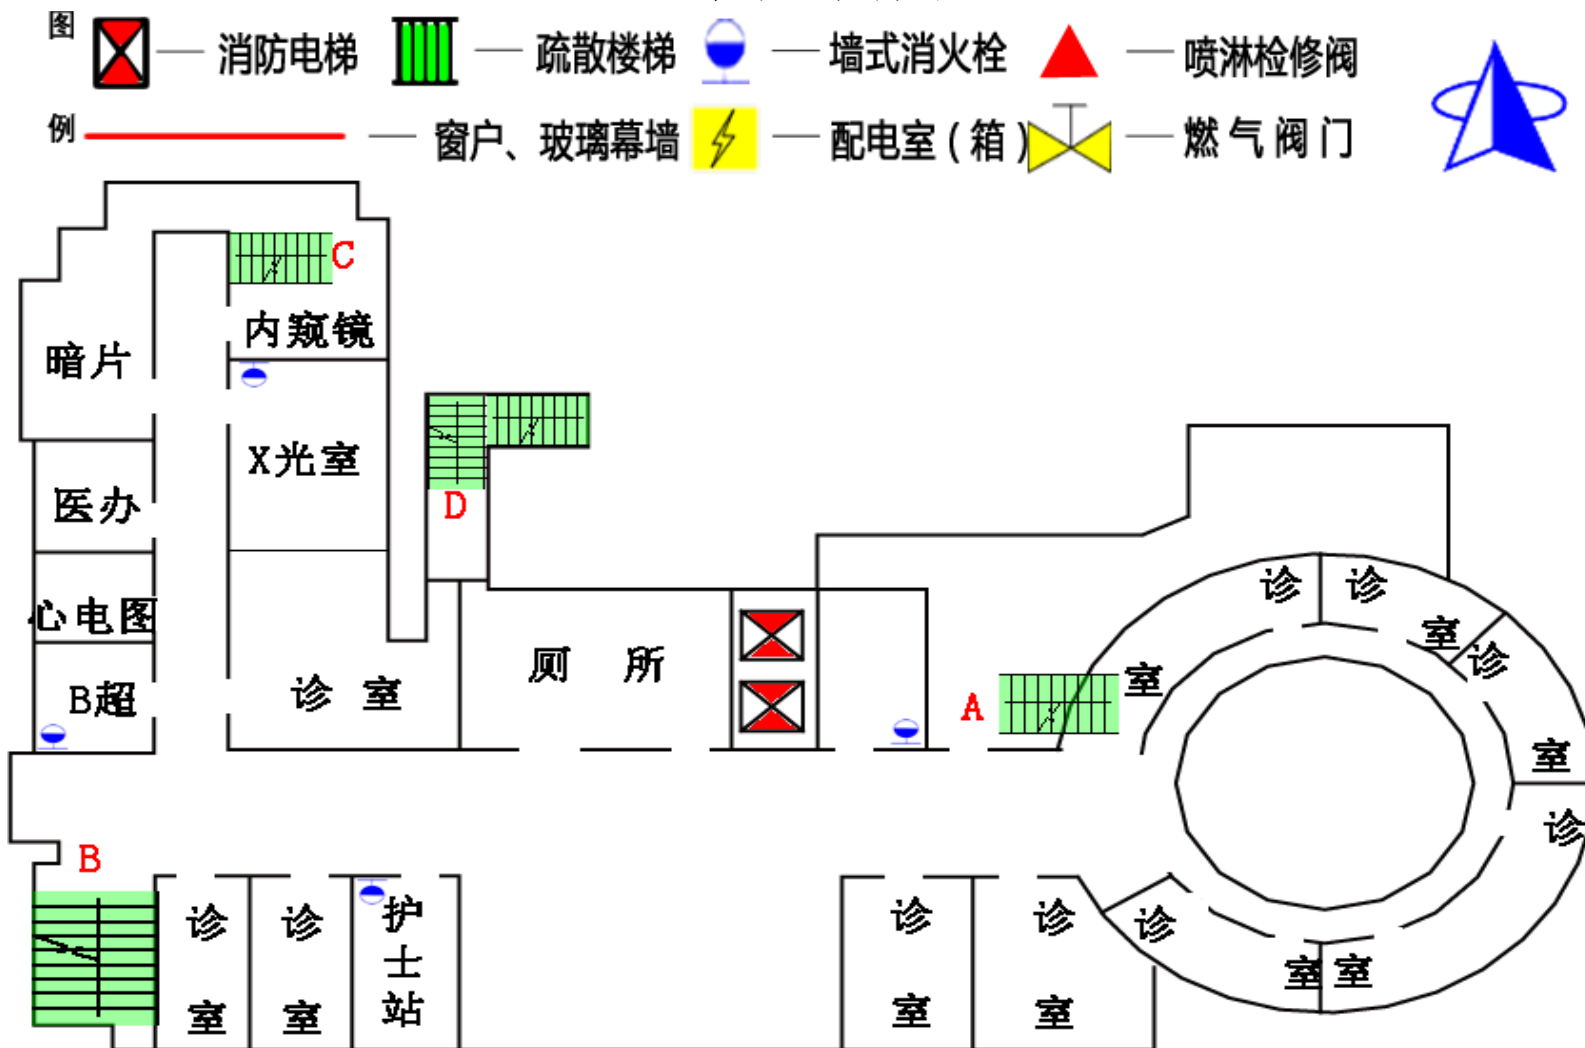 图
消防电梯
疏散楼梯
墙式消火栓
喷淋检修阀
例
窗户、玻璃幕墙
配电室（箱）
燃气阀门
C
内窥镜
暗片
X光室
医办
D
心电图
B超
诊室
厕所
A
B
诊室
诊室
护士站
诊室
诊室
诊室
诊室
诊室
诊室
诊室
诊室